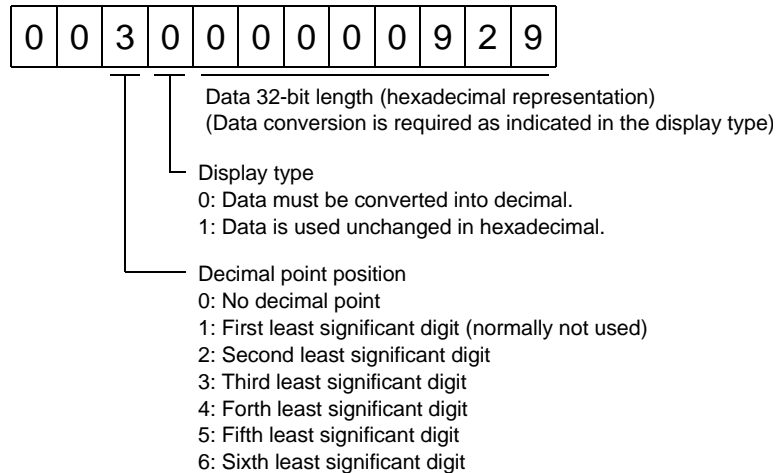 0 0 3 0 0 0 0 0 0 9 2 9
Data 32-bit length (hexadecimal representation)
(Data conversion is required as indicated in the display type)
Display type
0: Data must be converted into decimal.
1: Data is used unchanged in hexadecimal.
Decimal point position
0: No decimal point
1: First least significant digit (normally not used)
2: Second least significant digit
3: Third least significant digit
4: Forth least significant digit
5: Fifth least significant digit
6: Sixth least significant digit